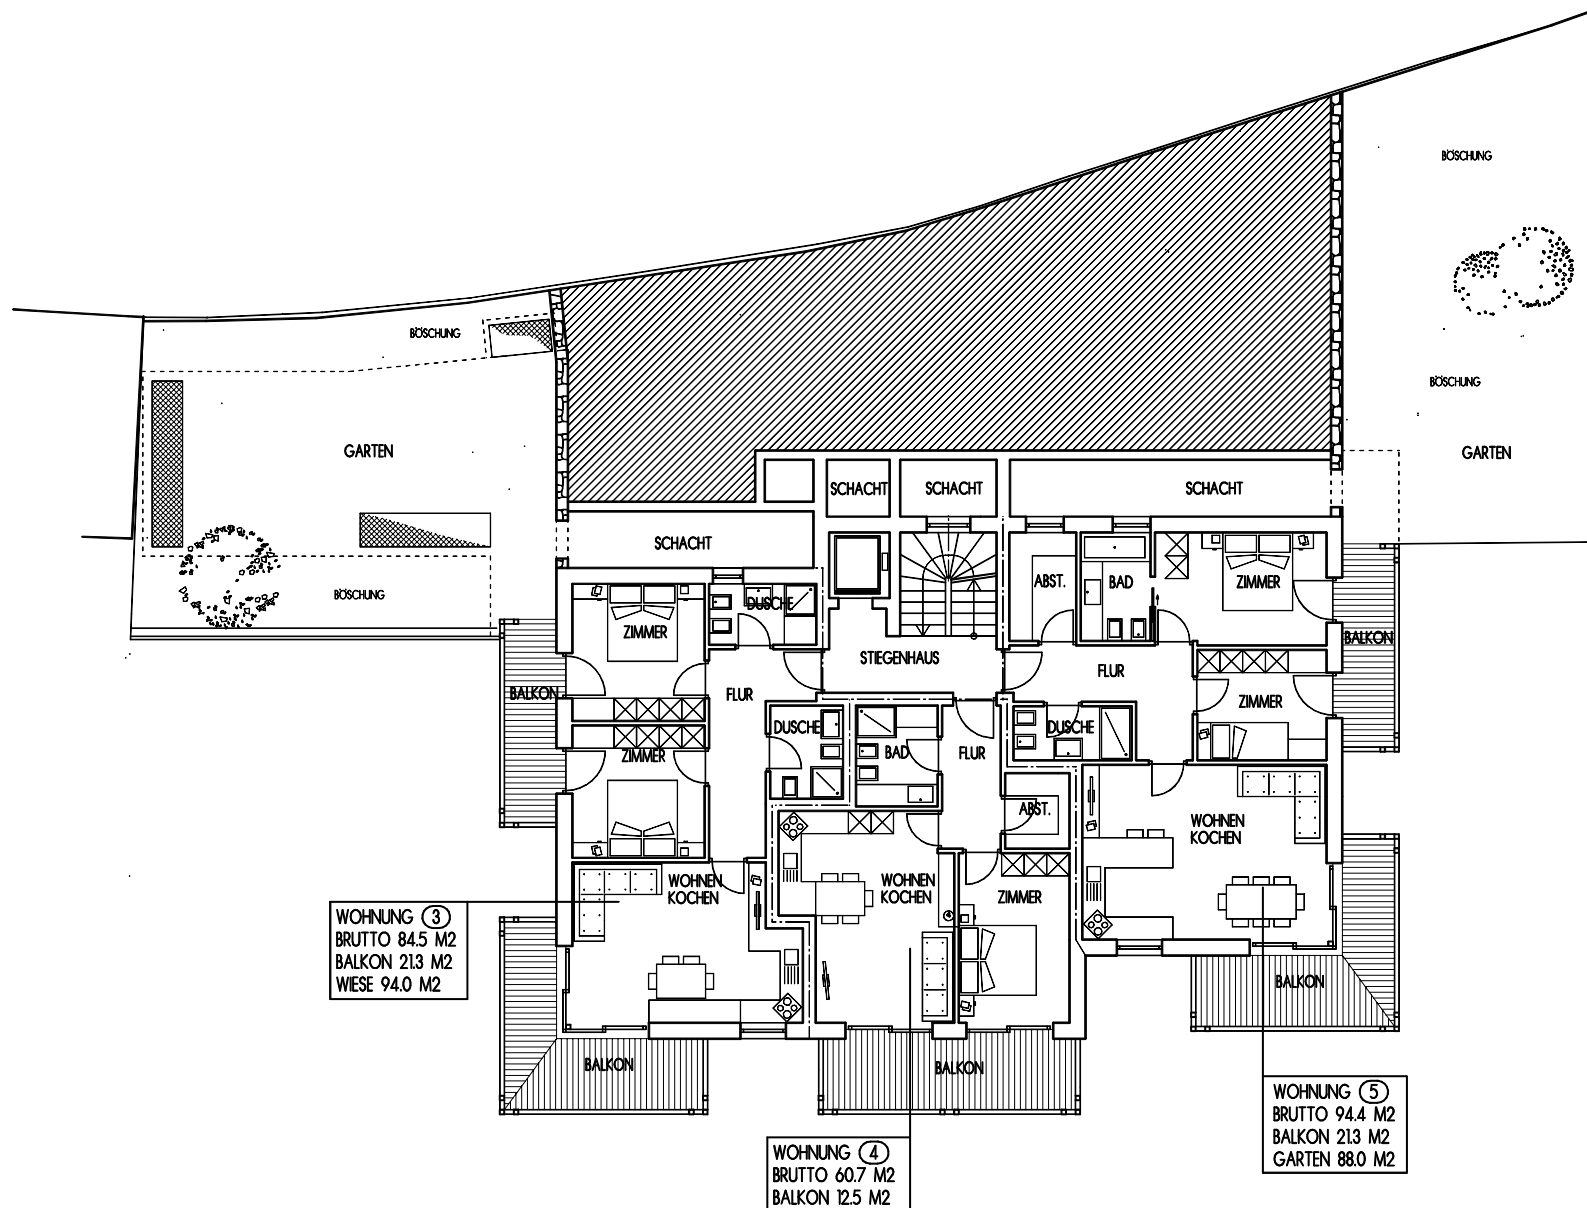 BÖSCHUNG
BÖSCHUNG
BÖSCHUNG
GARTEN
GARTEN
SCHACHT
SCHACHT
SCHACHT
SCHACHT
BÖSCHUNG
ABST.
BAD
ZIMMER
DUSCHE
ZIMMER
BALKON
STIEGENHAUS
FLUR
BALKON
FLUR
ZIMMER
DUSCHE
DUSCHE
ZIMMER
BAD
FLUR
ABST.
WOHNEN
KOCHEN
WOHNEN
KOCHEN
WOHNEN
KOCHEN
ZIMMER
WOHNUNG 3
BRUTTO 84.5 M2
BALKON 21.3 M2
WIESE 94.0 M2
BALKON
BALKON
BALKON
WOHNUNG 5
BRUTTO 94.4 M2
BALKON 21.3 M2
GARTEN 88.0 M2
WOHNUNG 4
BRUTTO 60.7 M2
BALKON 12.5 M2